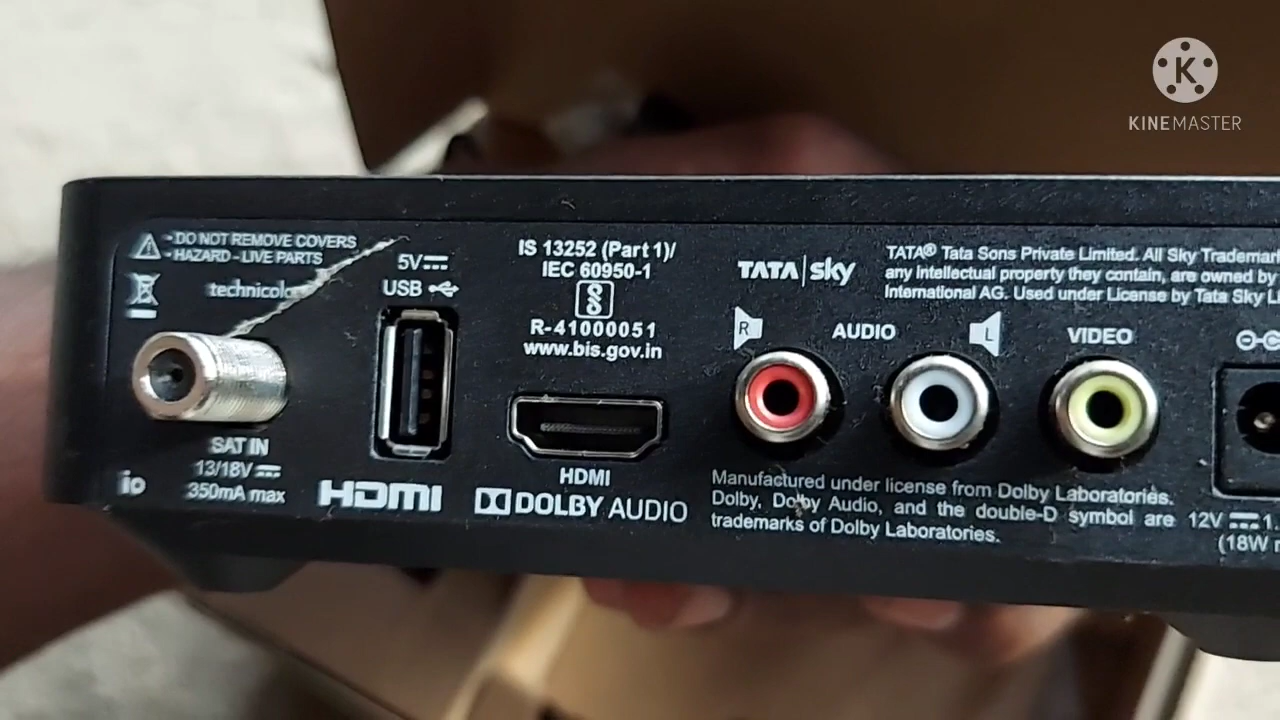 KINEMASTER
- DO NOT REMOVE COVERS
- HAZARD - LIVE PARTS
5V
USB
IS 13252 (Part 1)/
IEC 60950-1
R-41000051
www.bis.gov.in
TATA sky
TATA® Tata Sons Private Limited. All Sky
any intellectual property they contain, are owned by
International AG. Used under License by Tata Sky
R
AUDIO
L
VIDEO
SAT IN
13/18V
350mA max
io
HDMI
HDMI
DOLBY AUDIO
Manufactured under license from Dolby Laboratories.
Dolby, Dolby Audio, and the double-D symbol are
trademarks of Dolby Laboratories.
12V
(18W